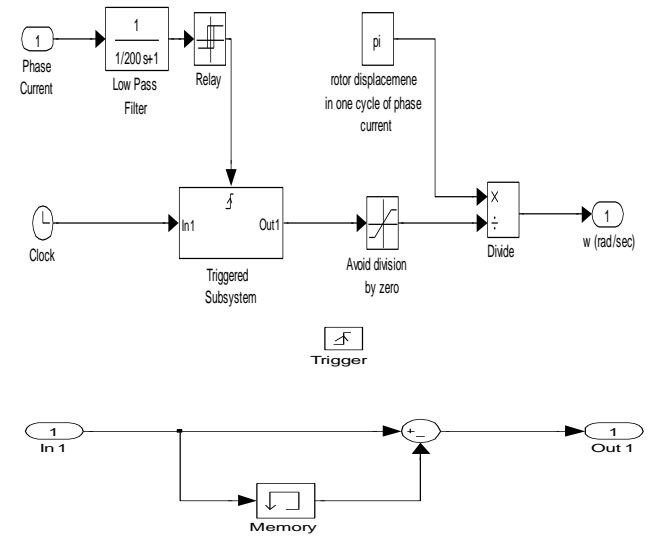 1
Phase
Current
1
1/200 s+1
Low Pass
Filter
Relay
pi
rotor displacemene
in one cycle of phase
current
Clock
In1
Out1
Triggered
Subsystem
Avoid division
by zero
X
÷
Divide
1
w (rad/sec)
Trigger
1
In 1
+
−
1
Out 1
Memory